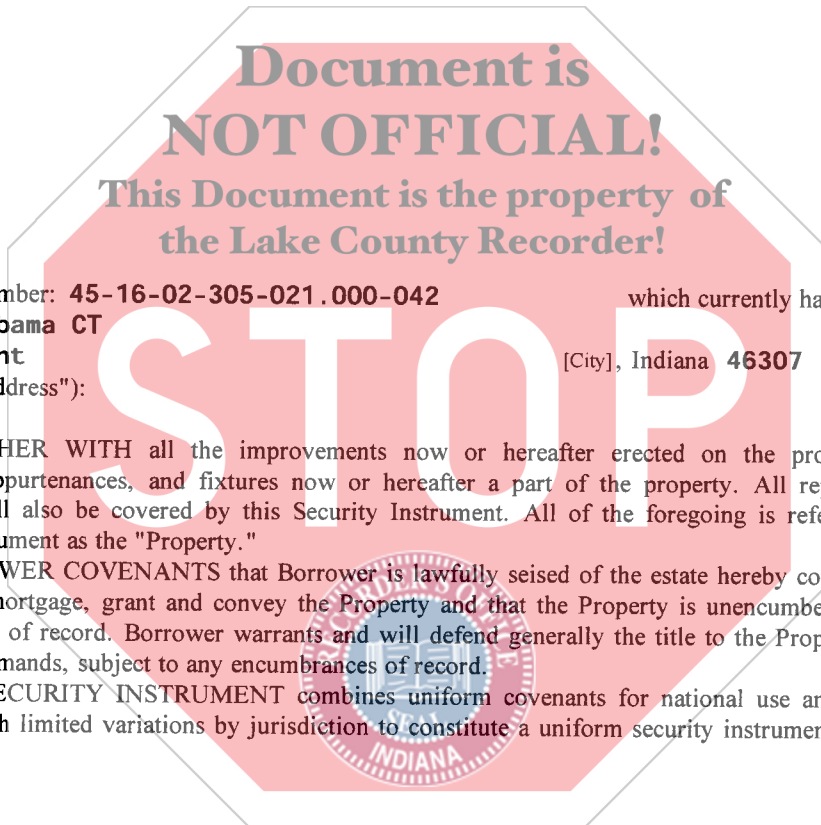 Document is
NOT OFFICIAL!
This Document is the property of
the Lake County Recorder!
mber: 45-16-02-305-021.000-042 which currently ha
bama CT
nt [City], Indiana 46307
ddress"):
STOP
HER WITH all the improvements now or hereafter erected on the pro
ppurtenances, and fixtures now or hereafter a part of the property. All re
ll also be covered by this Security Instrument. All of the foregoing is refe
ument as the "Property."
WER COVENANTS that Borrower is lawfully seised of the estate hereby co
nortgage, grant and convey the Property and that the Property is unencumbe
of record. Borrower warrants and will defend generally the title to the Prop
mands, subject to any encumbrances of record.
ECURITY INSTRUMENT combines uniform covenants for national use an
h limited variations by jurisdiction to constitute a uniform security instrumen
RECORDER'S OFFICE
SEAL
INDIANA